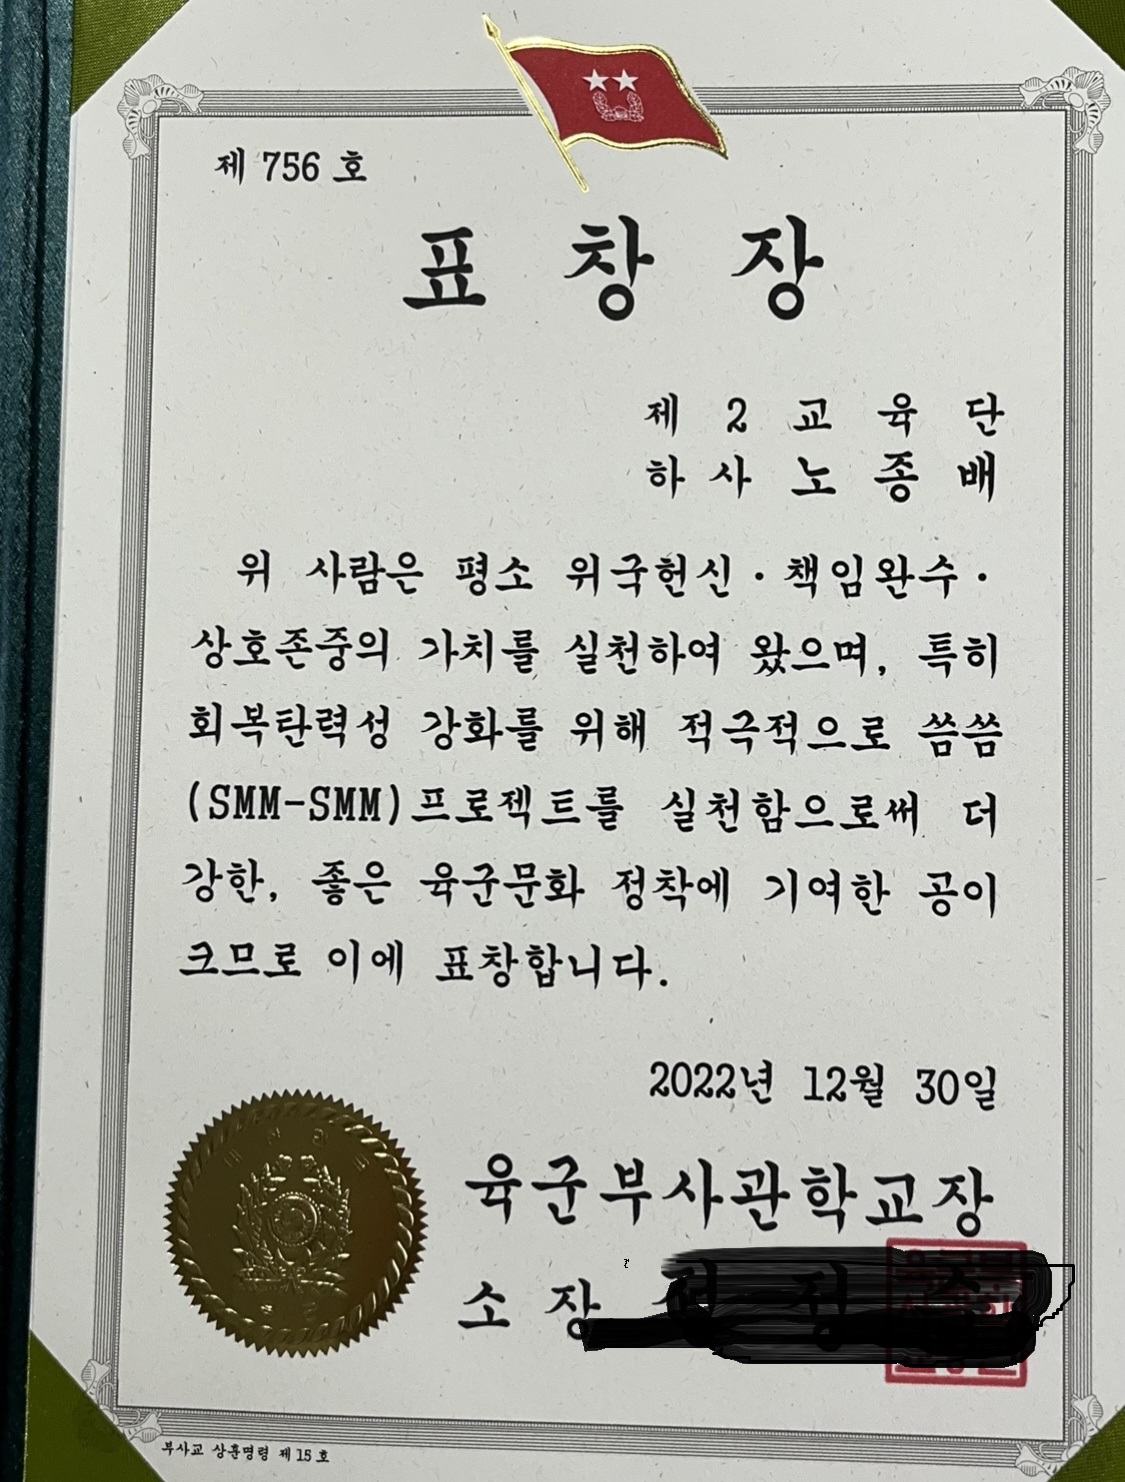 제 756 호
표 창 장
제 2 교 육 단
하 사 노 종 배
위 사람은 평소 위국헌신·책임완수·
상호존중의 가치를 실천하여 왔으며, 특히
회복탄력성 강화를 위해 적극적으로 씀씀
(SMM-SMM)프로젝트를 실천함으로써 더
강한, 좋은 육군문화 정착에 기여한 공이
크므로 이에 표창합니다.
2022년 12월 30일
육군부사관학교장
소 장
부사교 상훈명령 제 15 호